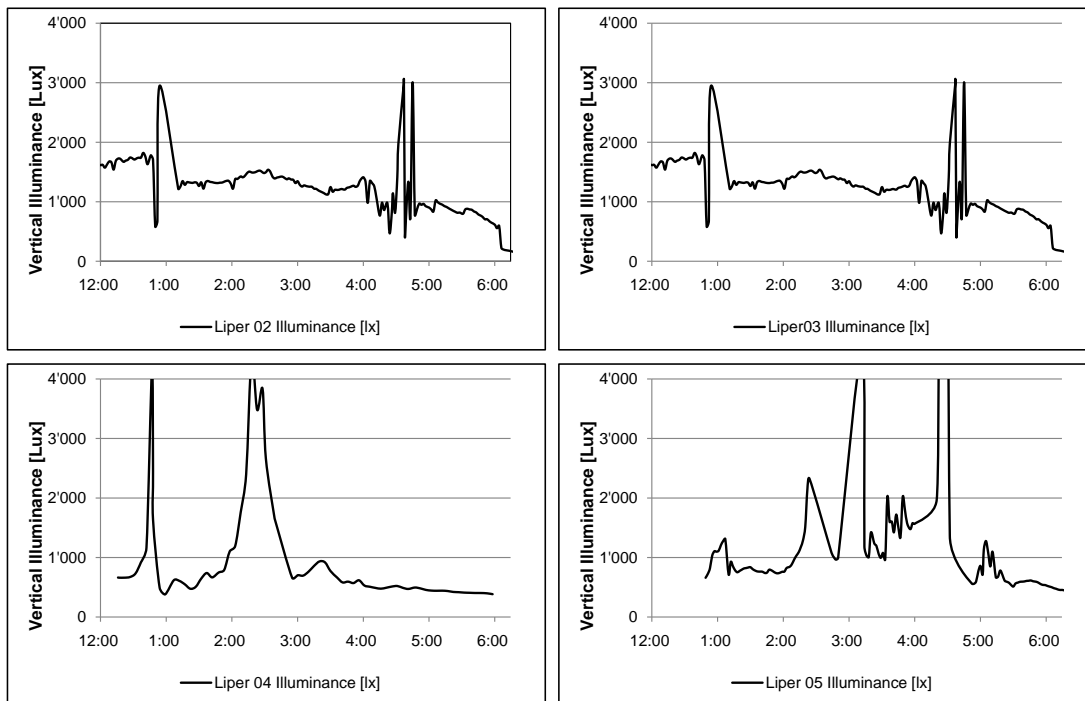 4'000
3'000
2'000
1'000
0
Vertical Illuminance [Lux]
12:00 1:00 2:00 3:00 4:00 5:00 6:00
Liper 02 Illuminance [lx]
4'000
3'000
2'000
1'000
0
Vertical Illuminance [Lux]
12:00 1:00 2:00 3:00 4:00 5:00 6:00
Liper03 Illuminance [lx]
4'000
3'000
2'000
1'000
0
Vertical Illuminance [Lux]
12:00 1:00 2:00 3:00 4:00 5:00 6:00
Liper 04 Illuminance [lx]
4'000
3'000
2'000
1'000
0
Vertical Illuminance [Lux]
12:00 1:00 2:00 3:00 4:00 5:00 6:00
Liper 05 Illuminance [lx]